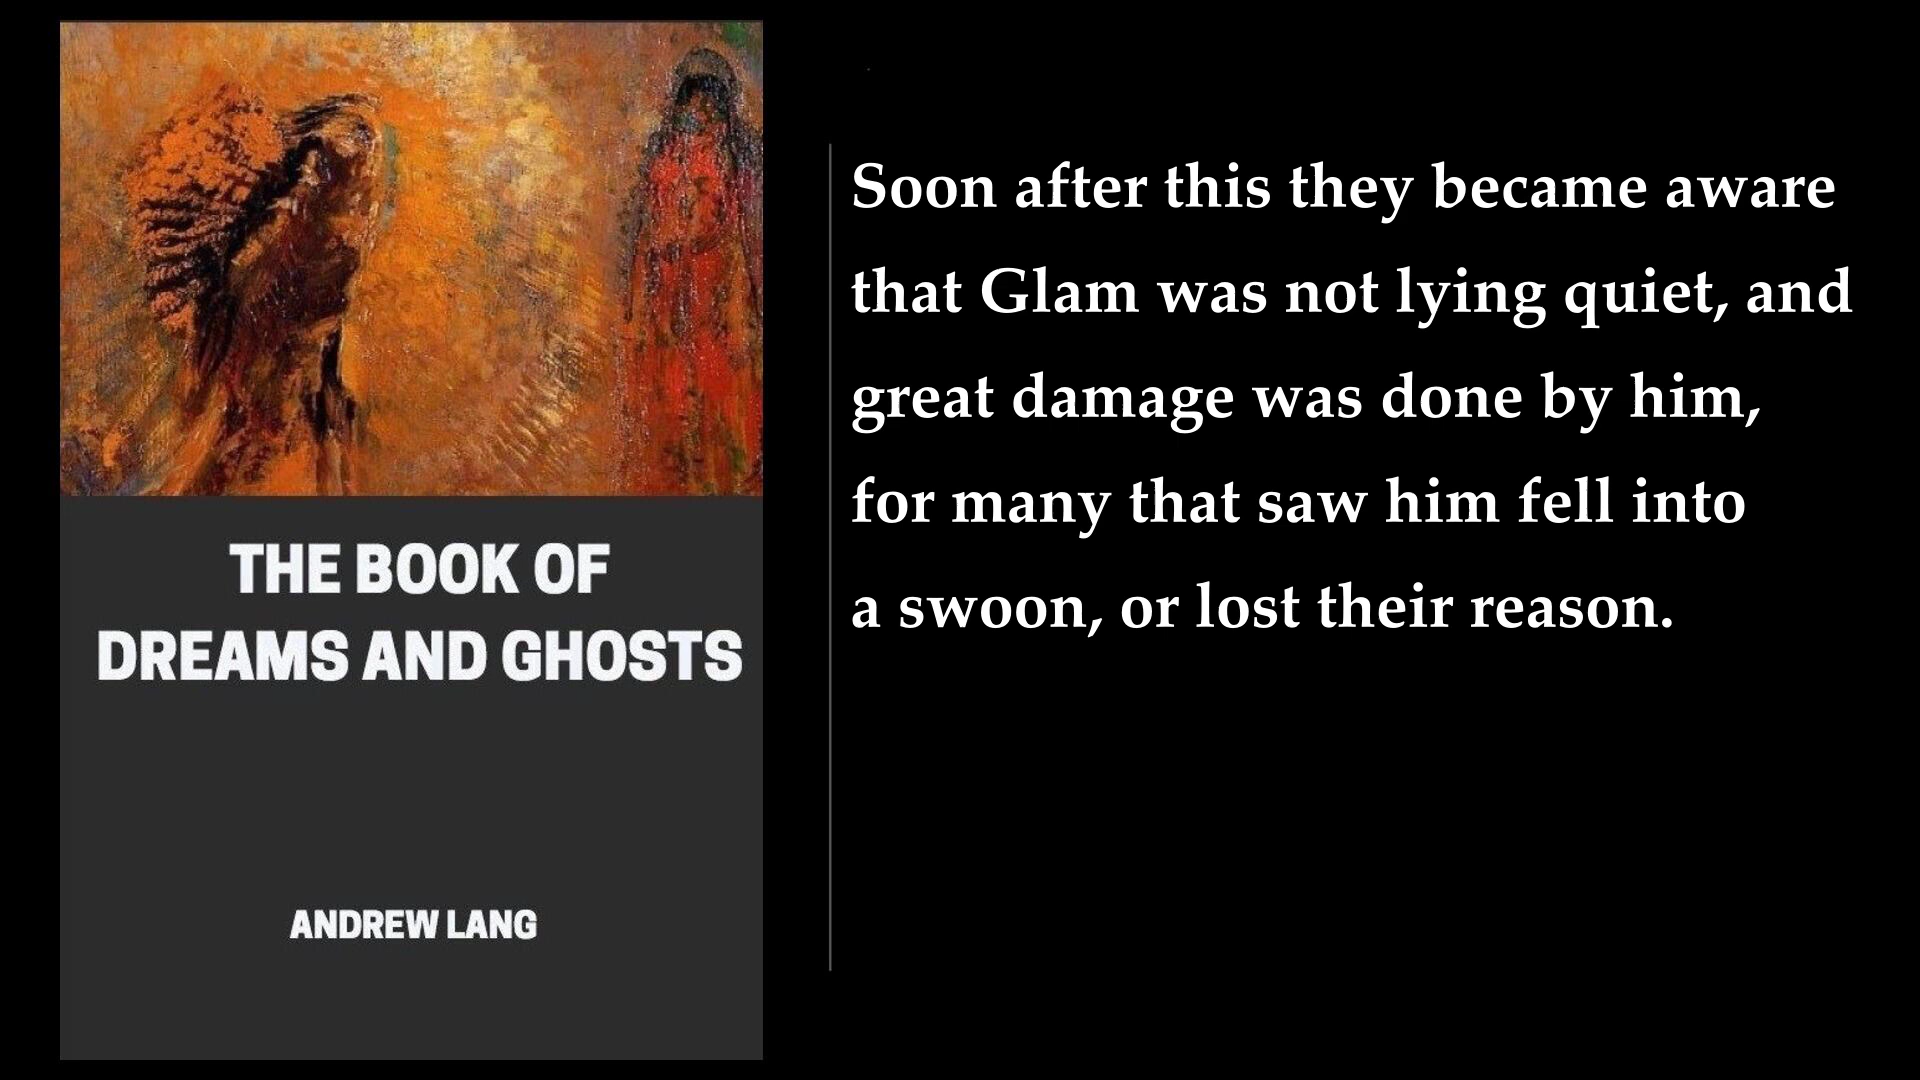 THE BOOK OF
DREAMS AND GHOSTS
ANDREW LANG
Soon after this they became aware
that Glam was not lying quiet, and
great damage was done by him,
for many that saw him fell into
a swoon, or lost their reason.